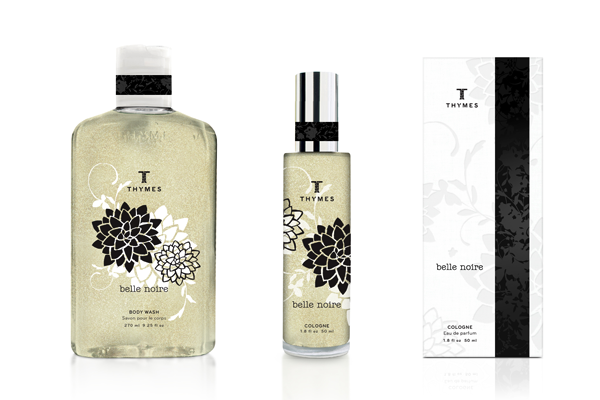 T
THYMES
belle noire
BODY WASH
Savon pour le corps
270 ml 9.25 fl oz
T
THYMES
belle noire
COLOGNE
1.8 fl oz 50 ml
T
THYMES
belle noire
COLOGNE
Eau de parfum
1.8 fl oz 50 ml